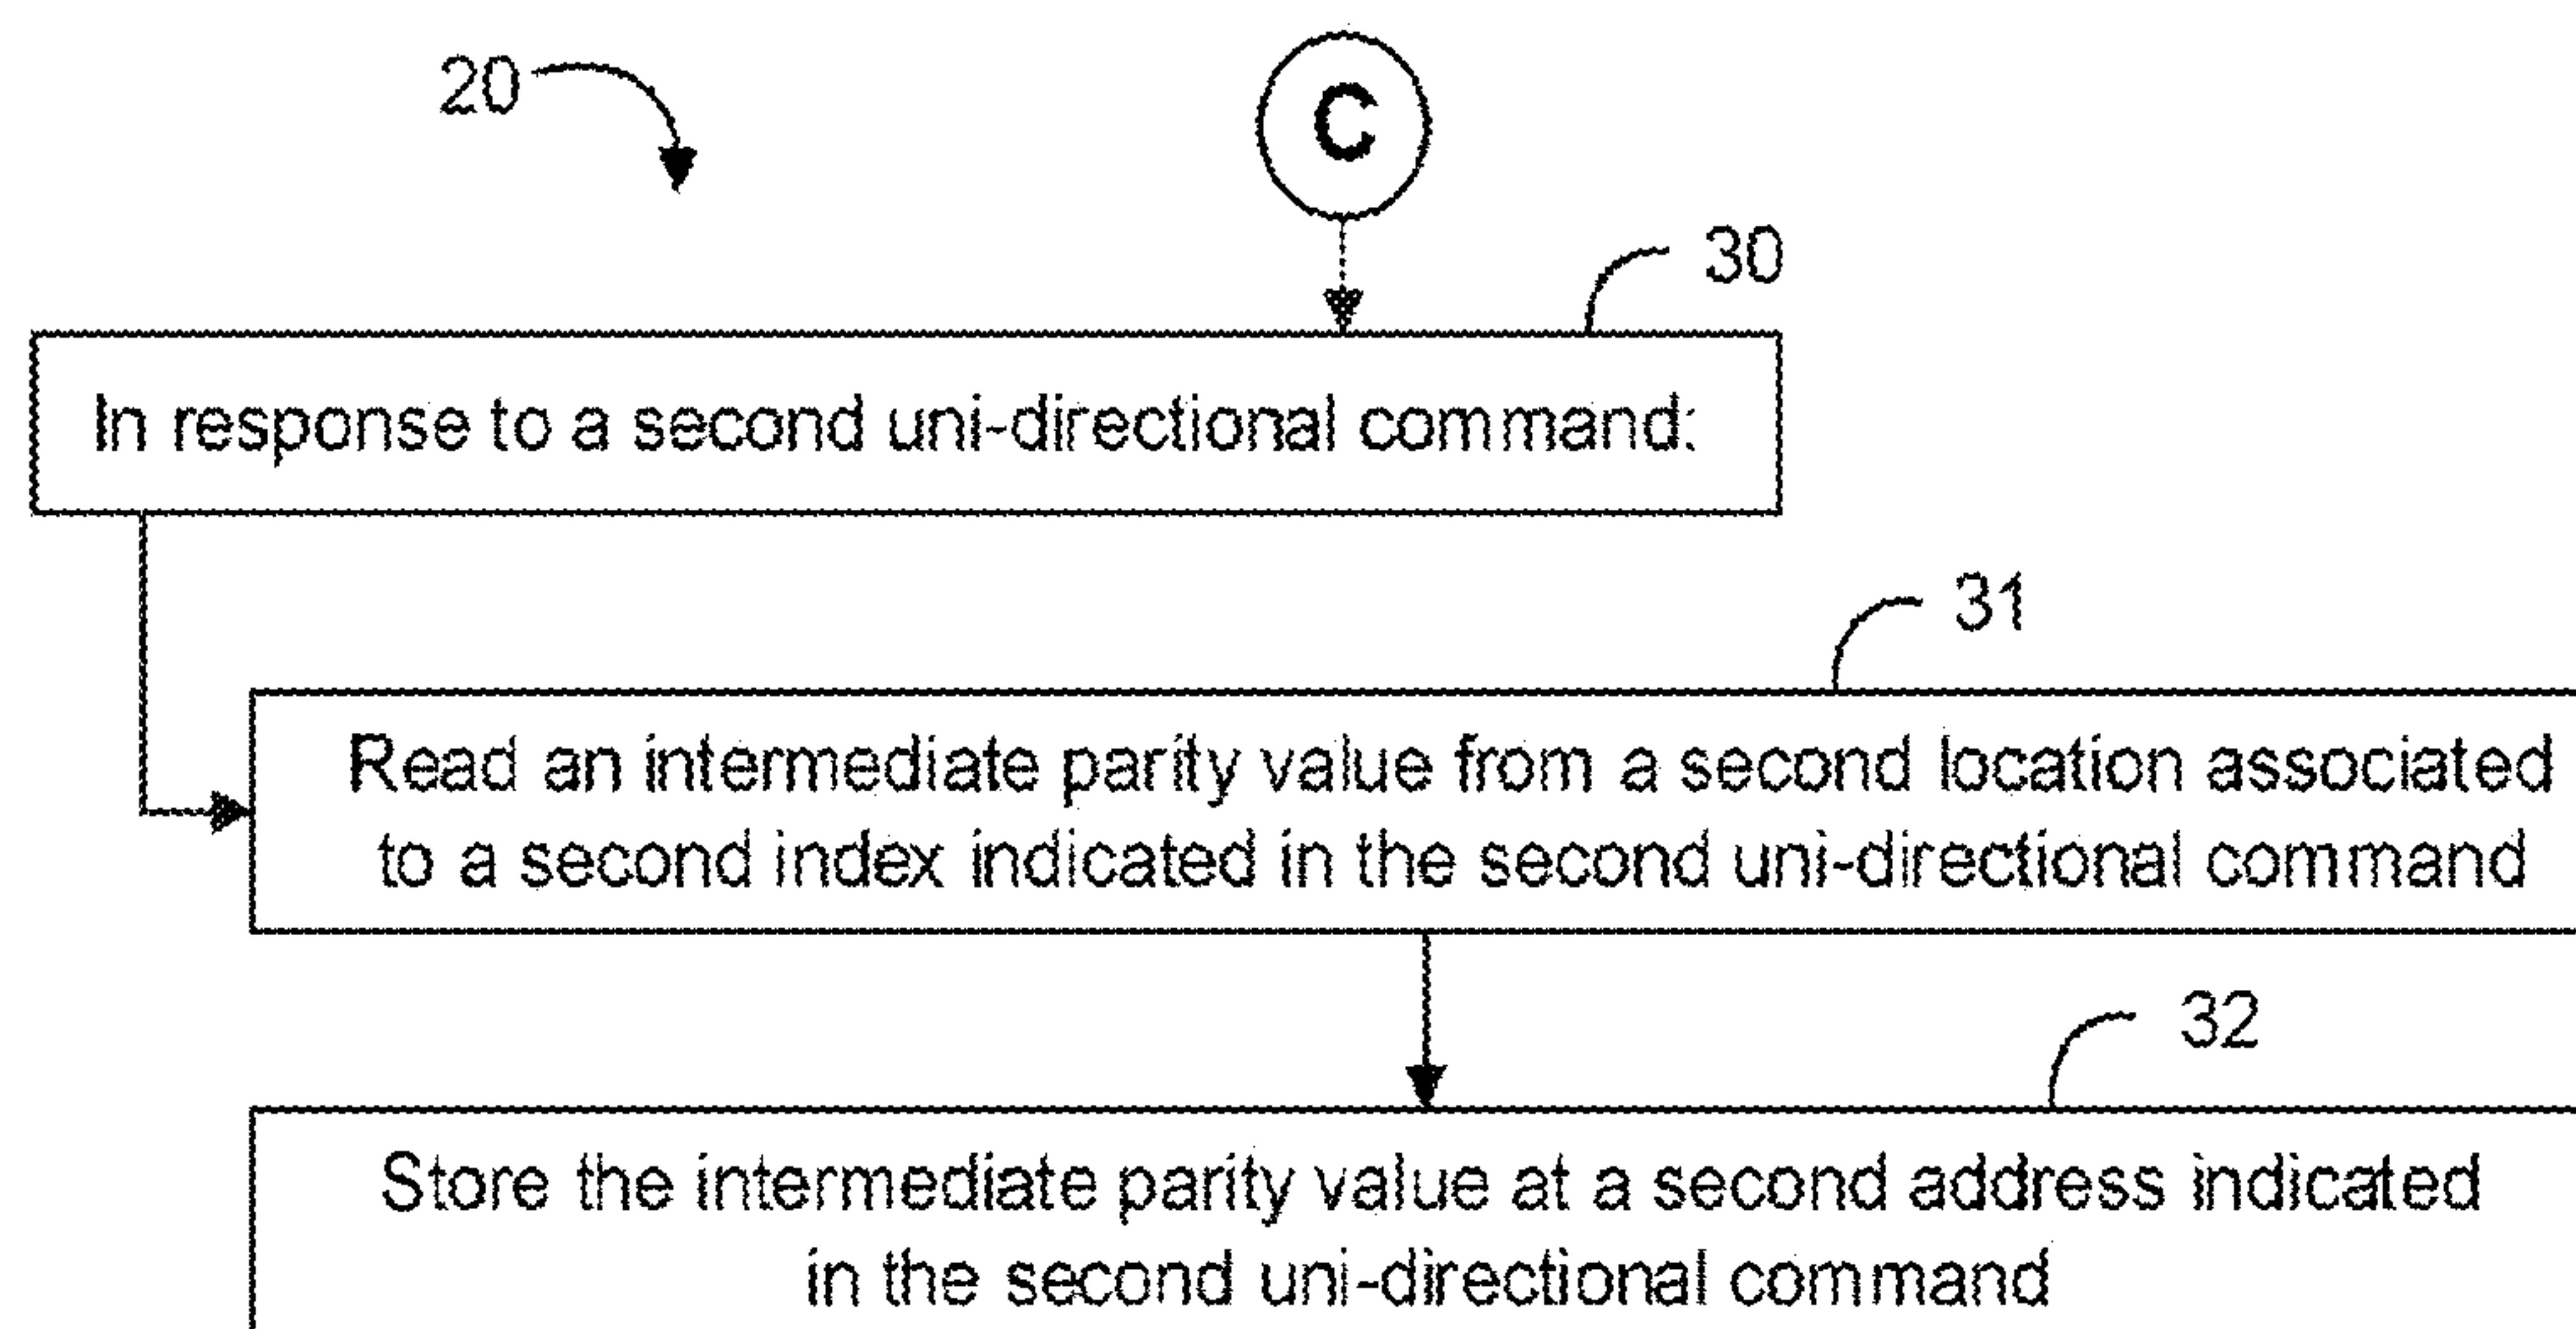 20
C
30
In response to a second uni-directional command:
31
Read an intermediate parity value from a second location associated
to a second index indicated in the second uni-directional command
32
Store the intermediate parity value at a second address indicated
in the second uni-directional command